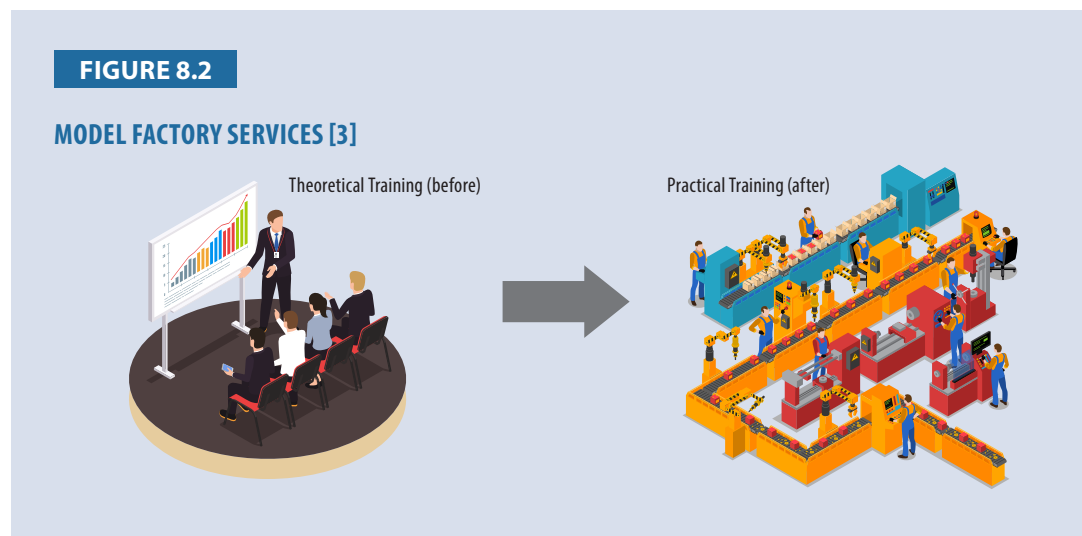 FIGURE 8.2
MODEL FACTORY SERVICES [3]
Theoretical Training (before)
Practical Training (after)